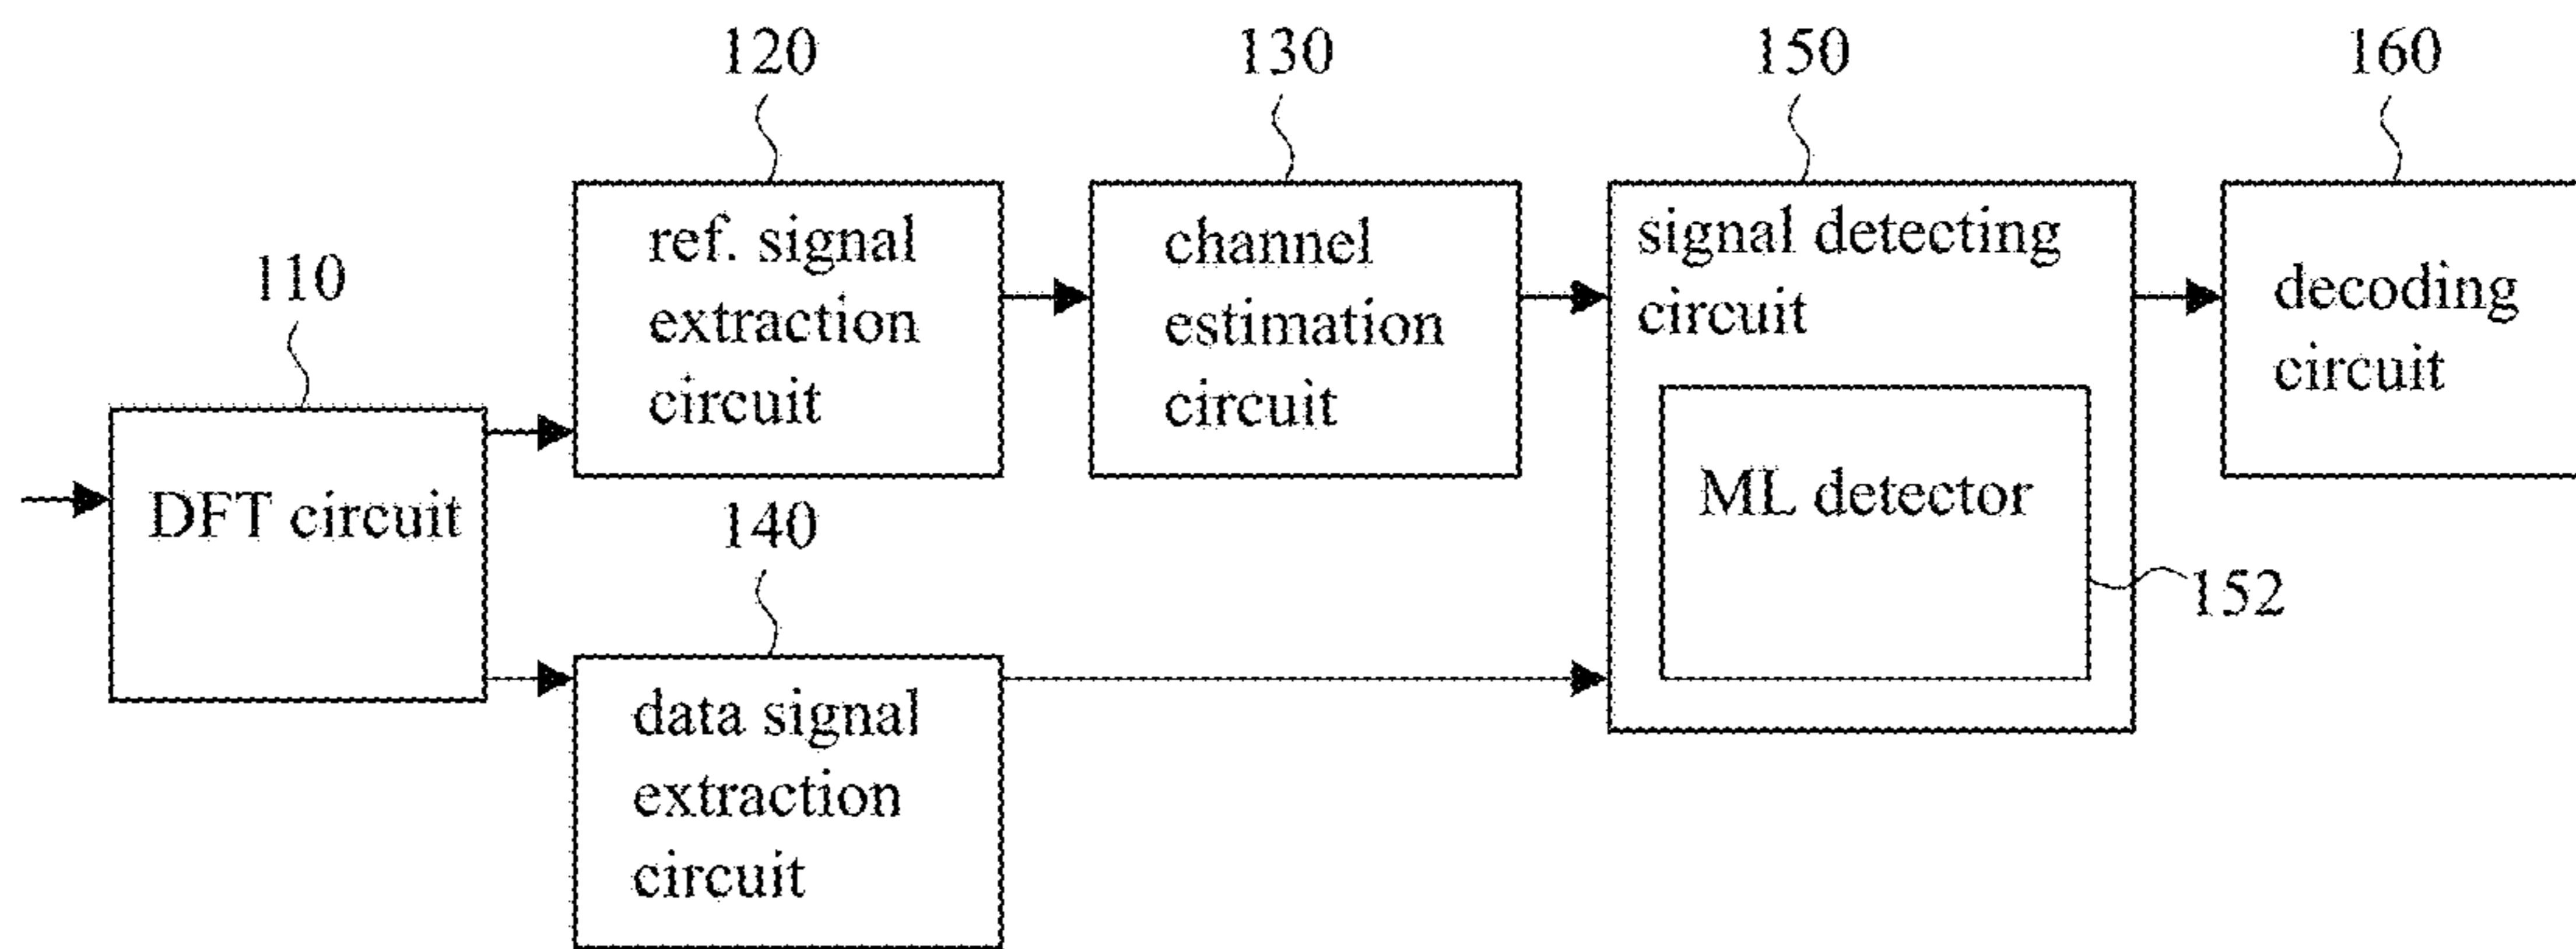 120
130
150
160
110
ref. signal
extraction
circuit
channel
estimation
circuit
signal detecting
circuit
decoding
circuit
DFT circuit
140
ML detector
152
data signal
extraction
circuit